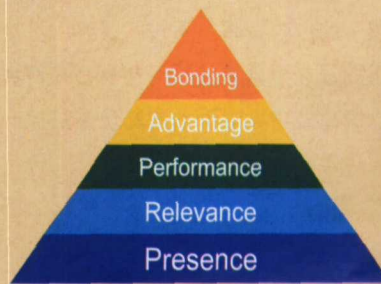 Bonding
Advantage
Performance
Relevance
Presence